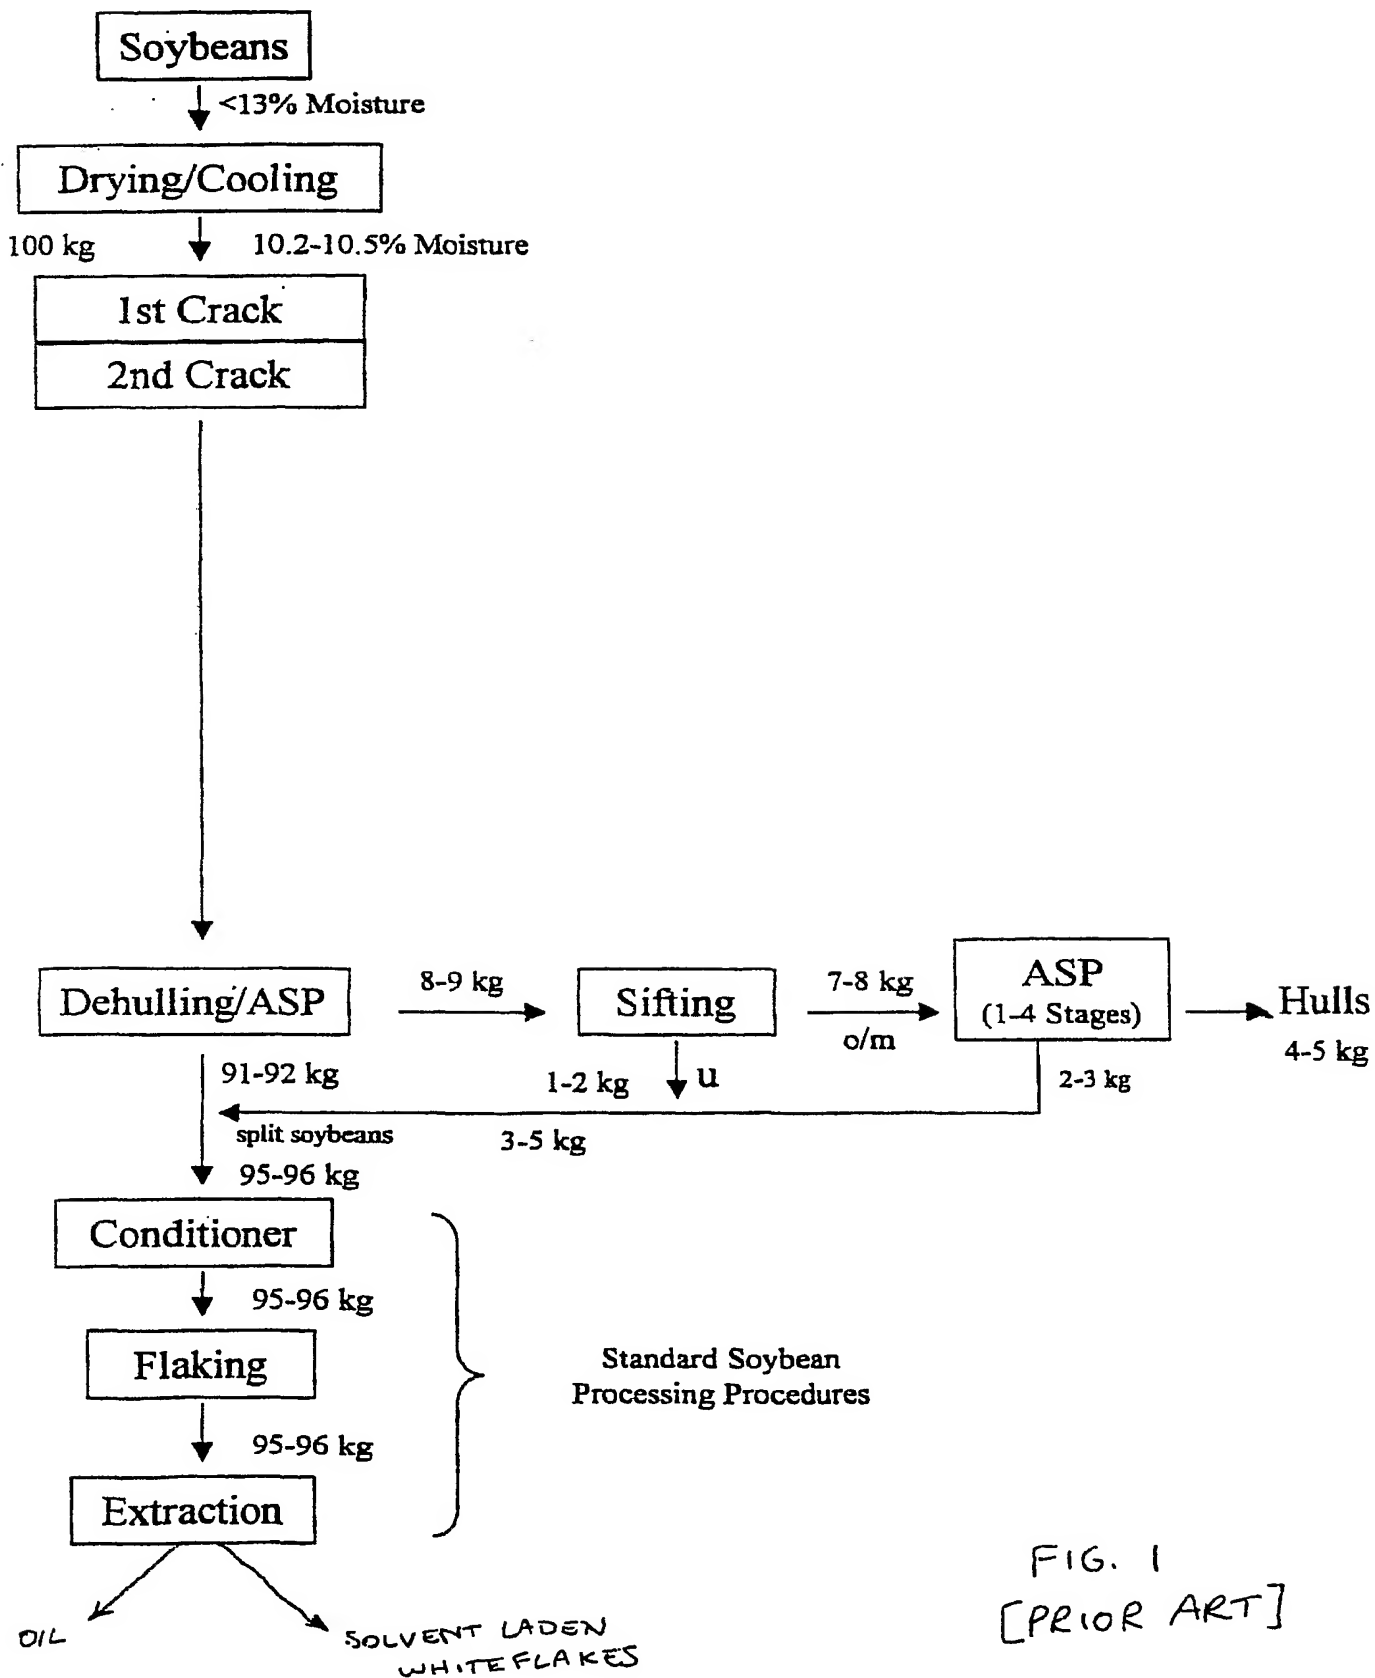 Soybeans
<13% Moisture
Drying/Cooling
100 kg
10.2-10.5% Moisture
1st Crack
2nd Crack
Dehulling/ASP
8-9 kg
Sifting
7-8 kg
o/m
ASP
(1-4 Stages)
Hulls
4-5 kg
91-92 kg
1-2 kg
u
2-3 kg
split soybeans
3-5 kg
95-96 kg
Conditioner
95-96 kg
Flaking
95-96 kg
Extraction
Standard Soybean
Processing Procedures
OIL
SOLVENT LADEN
WHITEFLAKES
FIG. 1
[PRIOR ART]